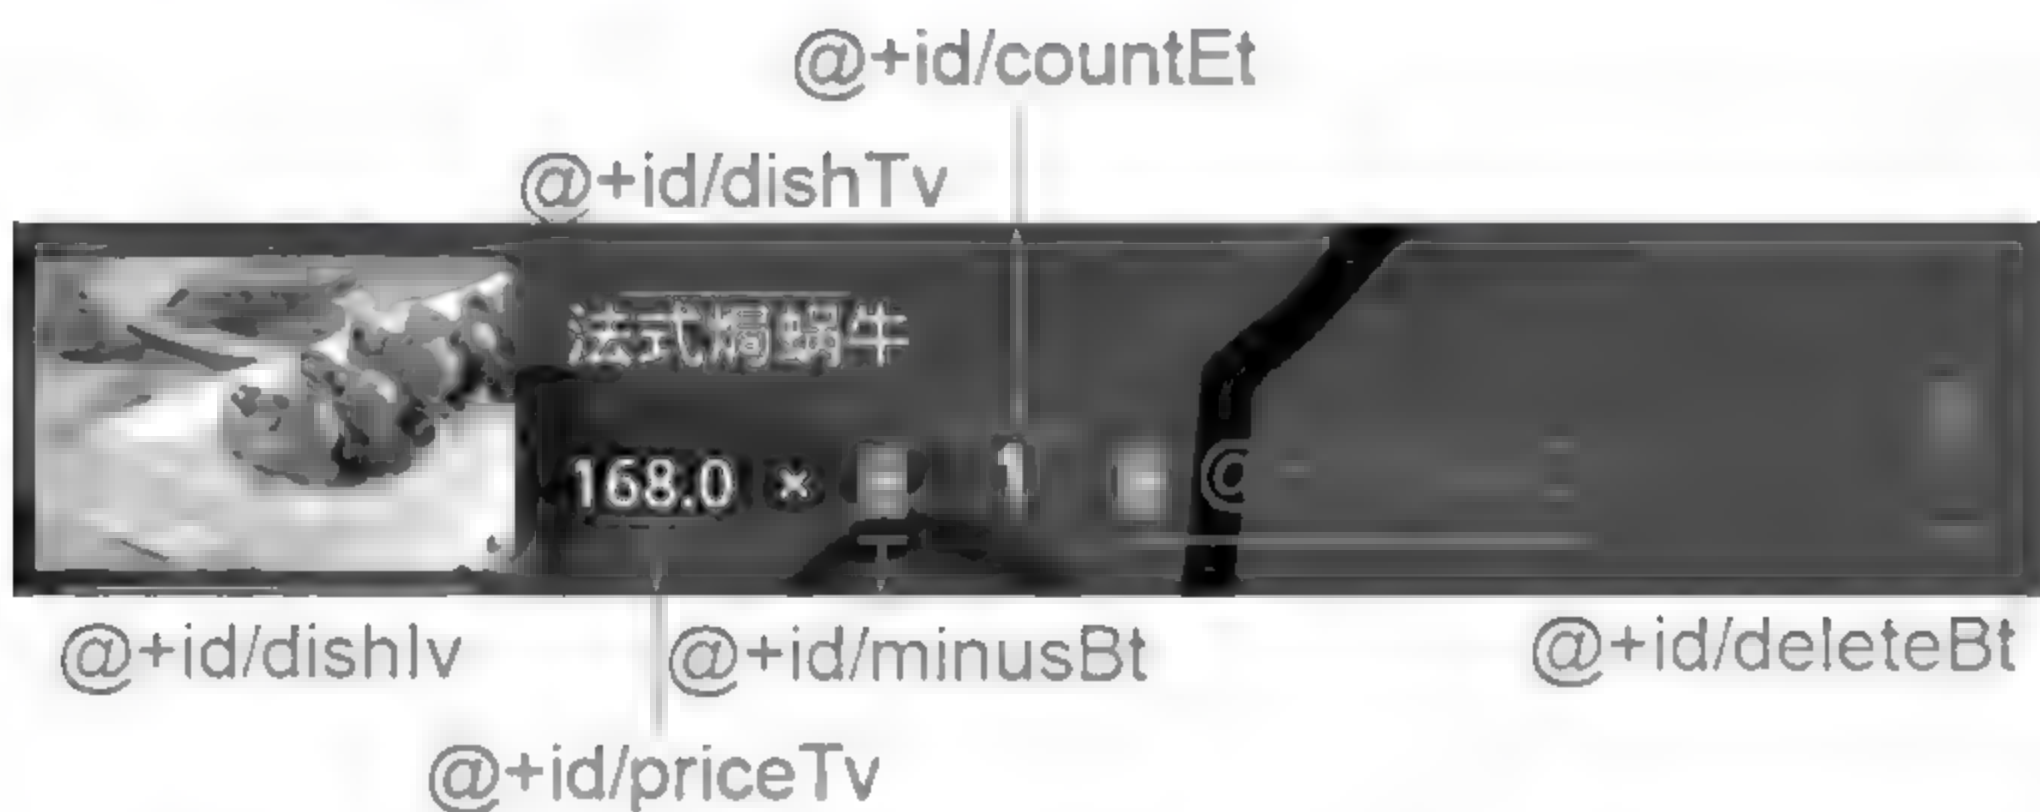 @+id/countEt
@+id/dishTv
法式焗蜗牛
168.0 × 1
@+id/dishIv
@+id/minusBt
@+id/deleteBt
@+id/priceTv